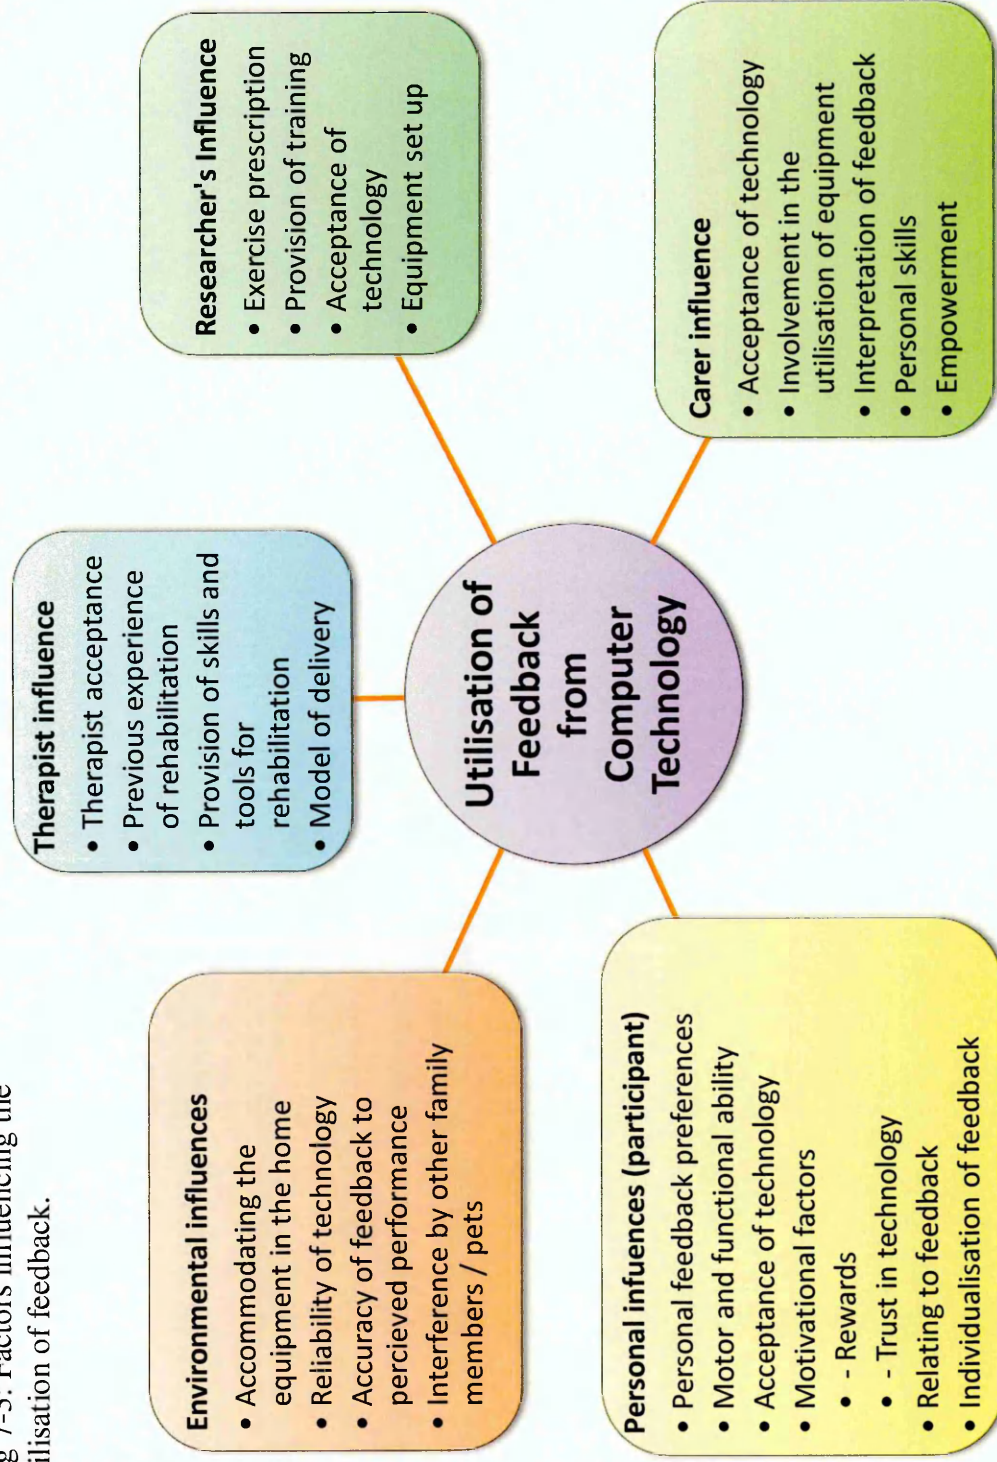 g 7-3: Factors influencing the
ilisation of feedback.
Environmental influences
• Accommodating the
equipment in the home
• Reliability of technology
• Accuracy of feedback to
percieved performance
• Interference by other family
members / pets
Therapist influence
• Therapist acceptance
• Previous experience
of rehabilitation
• Provision of skills and
tools for
rehabilitation
• Model of delivery
Researcher's Influence
• Exercise prescription
• Provision of training
• Acceptance of
technology
• Equipment set up
Utilisation of
Feedback
from
Computer
Technology
Personal infuences (participant)
• Personal feedback preferences
• Motor and functional ability
• Acceptance of technology
• Motivational factors
• - Rewards
• - Trust in technology
• Relating to feedback
• Individualisation of feedback
Carer influence
• Acceptance of technology
• Involvement in the
utilisation of equipment
• Interpretation of feedback
• Personal skills
• Empowerment